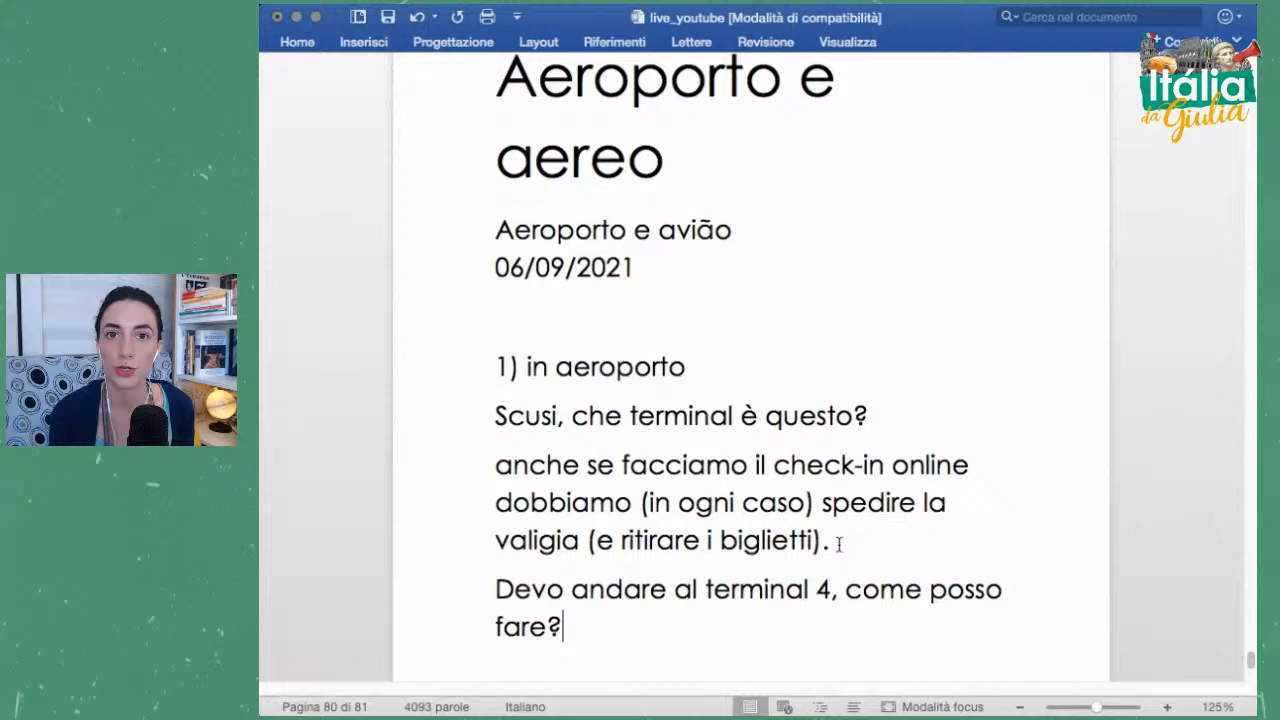 live_youtube [Modalità di compatibilità]
Cerca nel documento
Home Inserisci Progettazione Layout Riferimenti Lettere Revisione Visualizza
Itália
da Giulia
Aeroporto e
aereo
Aeroporto e avião
06/09/2021
1) in aeroporto
Scusi, che terminal è questo?
anche se facciamo il check-in online
dobbiamo (in ogni caso) spedire la
valigia (e ritirare i biglietti).
Devo andare al terminal 4, come posso
fare?
Pagina 80 di 81 4093 parole Italiano Modalità focus 125%